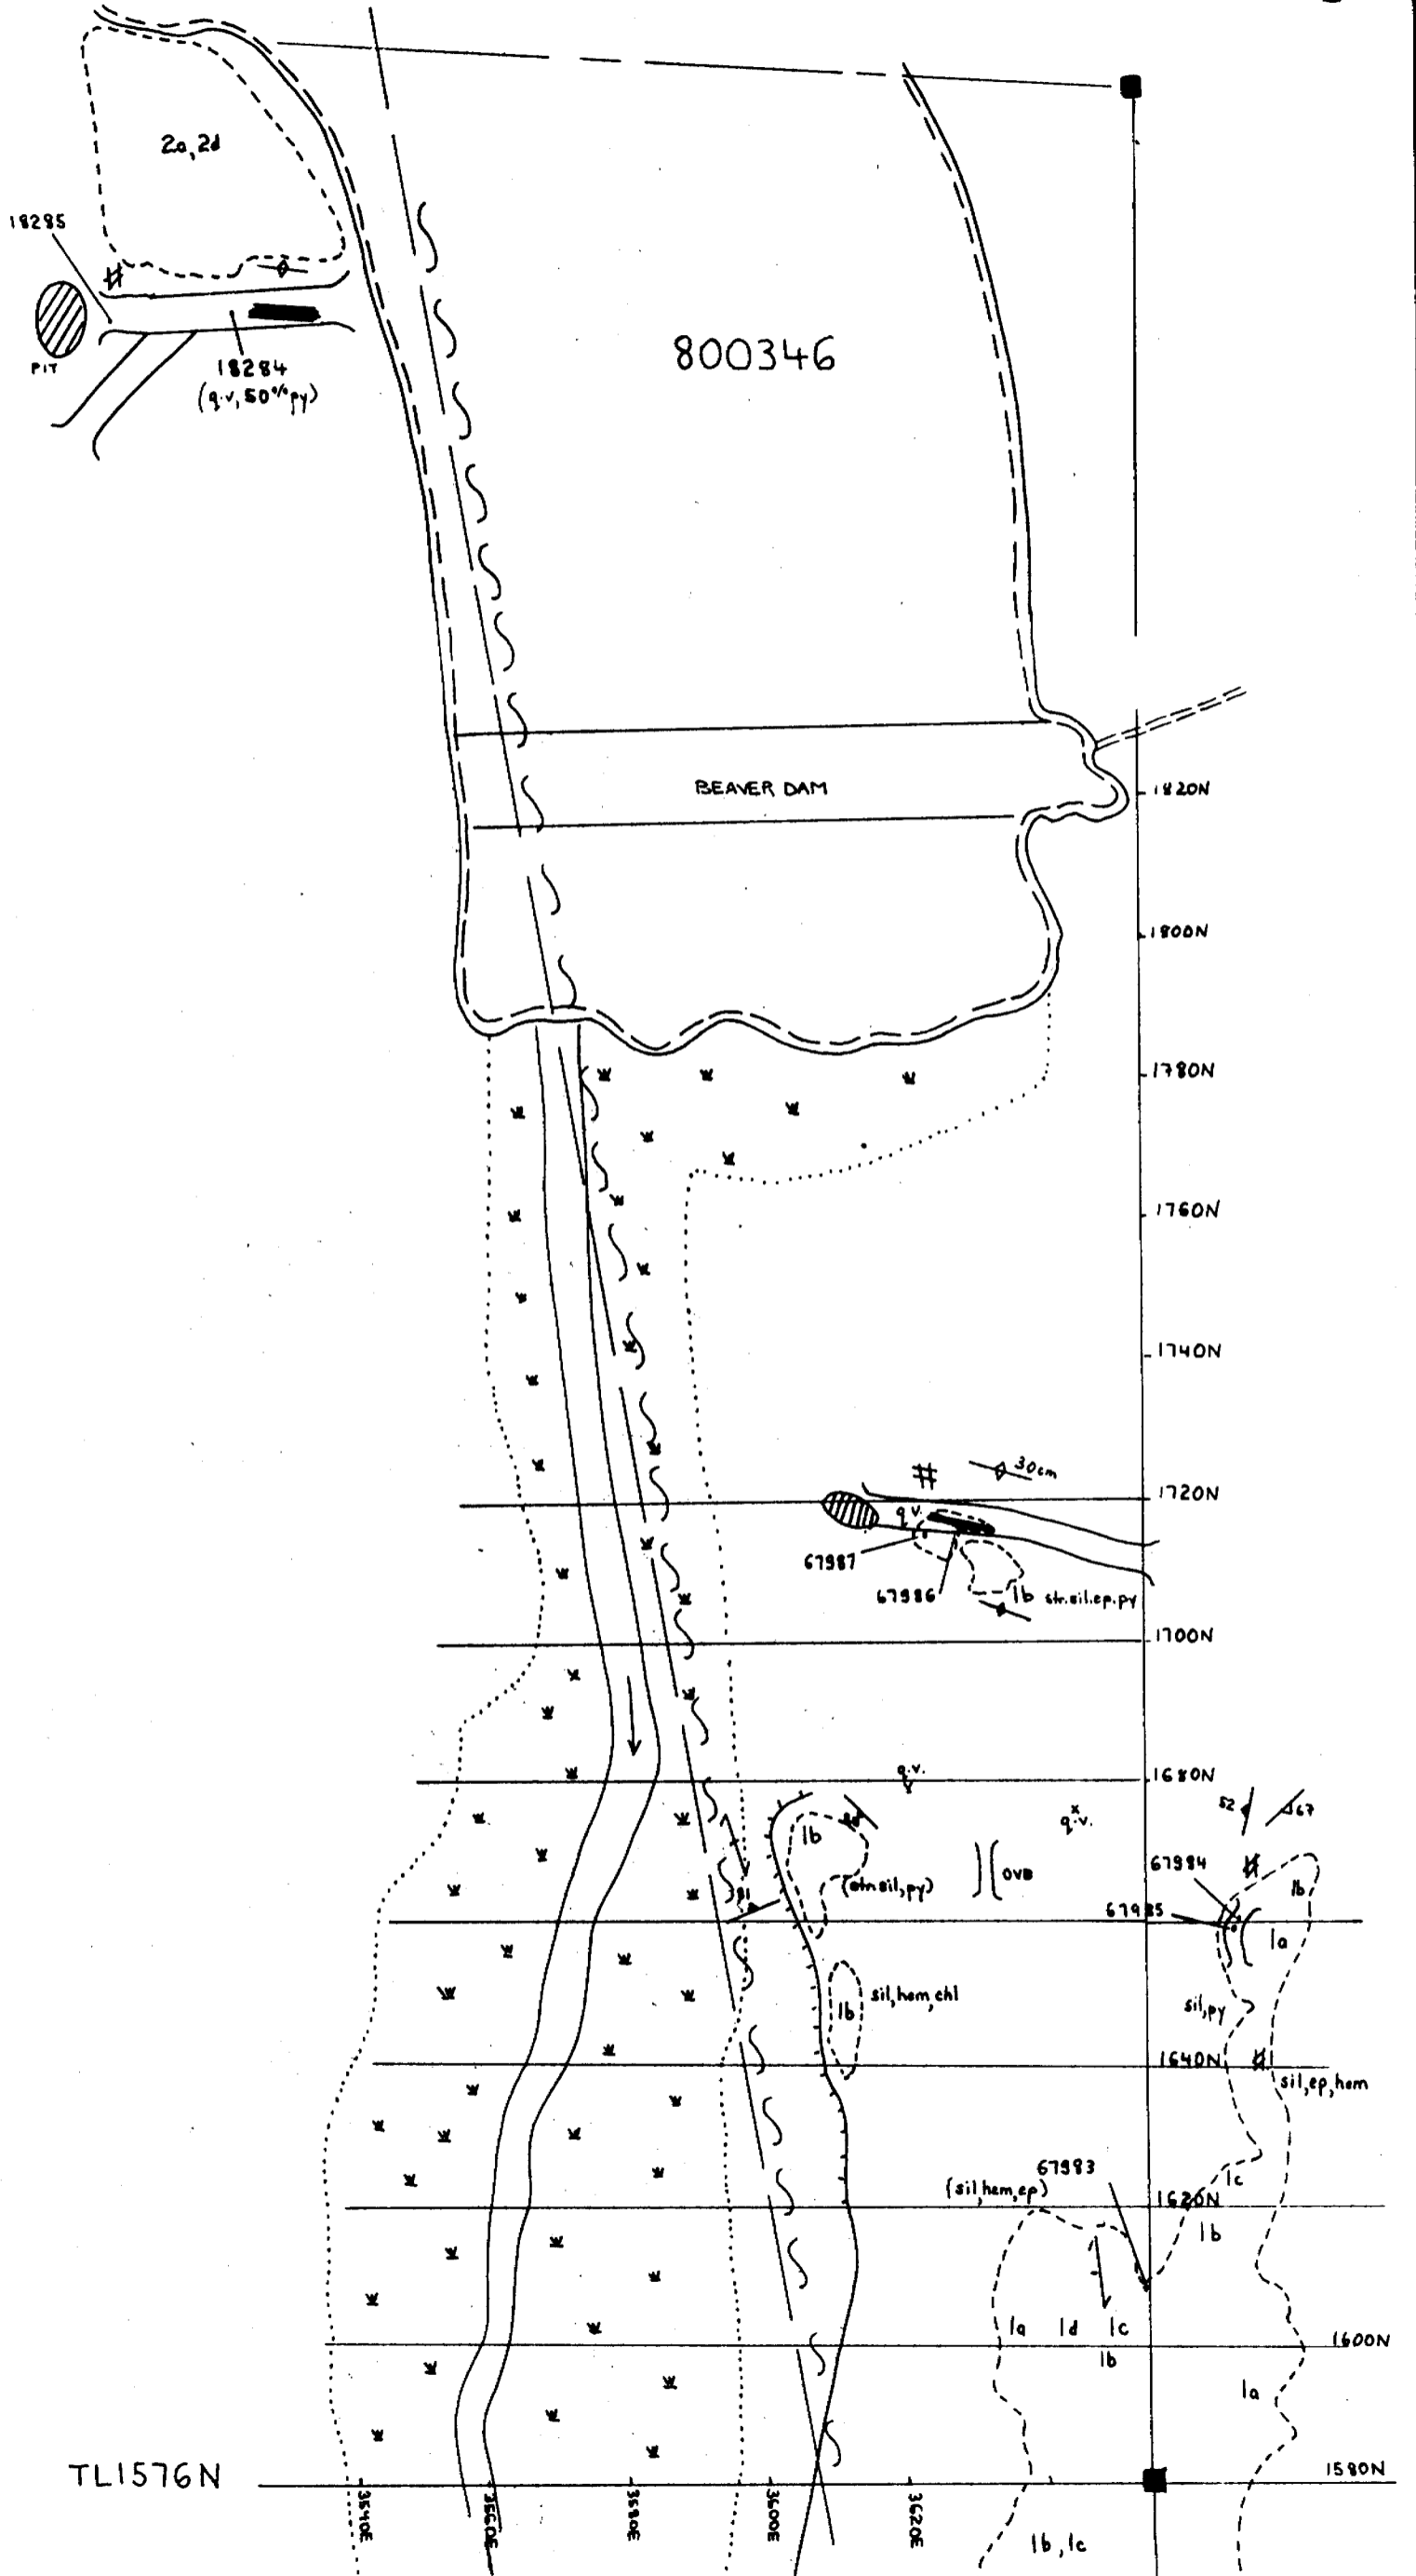 2a, 2d
18285
PIT
18284
(q.v, 50% py)
800346
BEAVER DAM
1820N
1800N
1780N
1760N
1740N
30cm
1720N
q.v.
67987
67986
1b str.sil.ep.py
1700N
q.v.
1680N
52
67
q.v.
1b
67984
OVB
(str sil, py)
1b
67985
1a
sil, hem, chl
1b
sil, py
1640N
sil, ep, hem
67983
1c
(sil, hem, ep)
1620N
1b
1a 1d 1c
1600N
1b
1a
TL1576N
1580N
3540E
3560E
3580E
3600E
3620E
1b, 1c